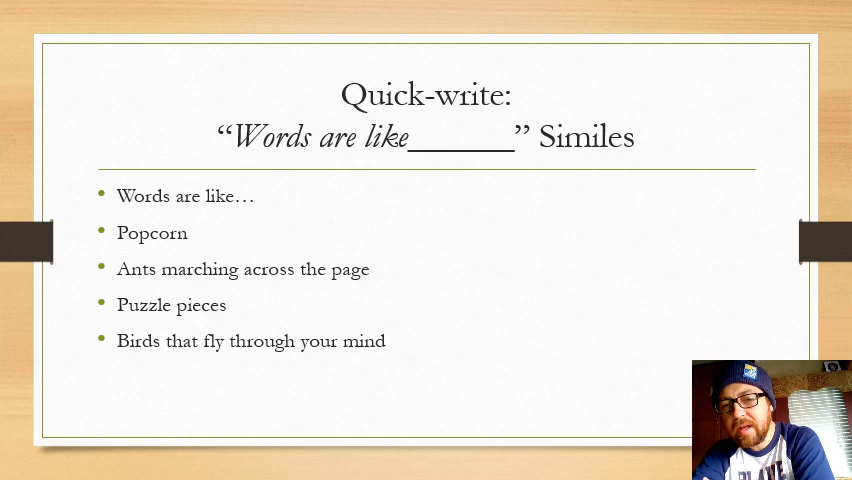 Quick-write:
“Words are like______” Similes
• Words are like…
• Popcorn
• Ants marching across the page
• Puzzle pieces
• Birds that fly through your mind